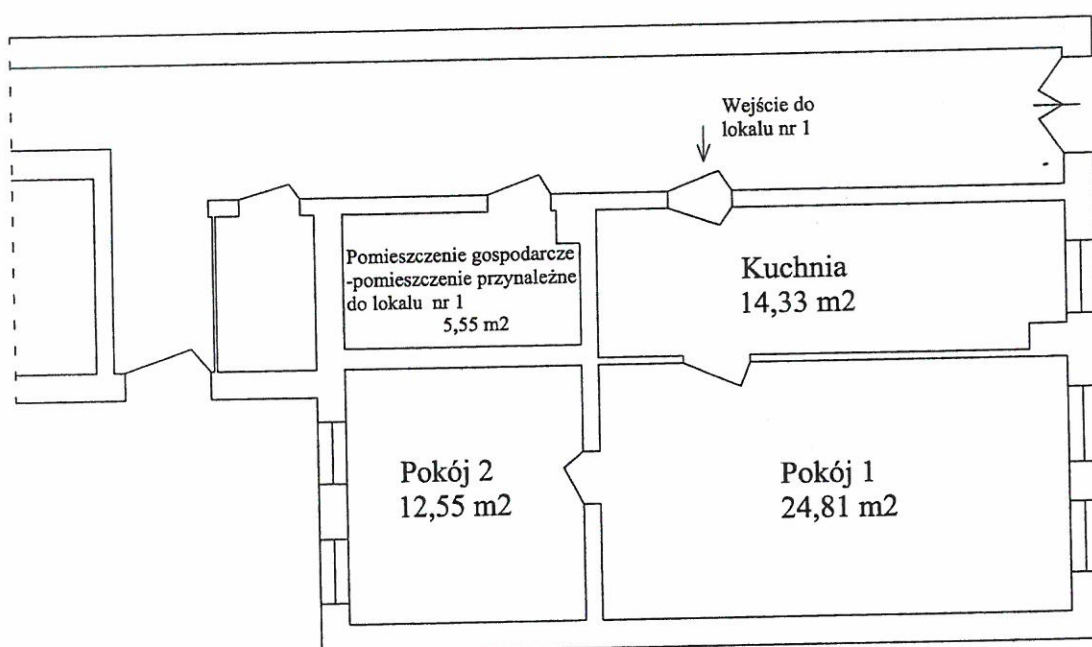 Wejście do
lokalu nr 1
Pomieszczenie gospodarcze
-pomieszczenie przynależne
do lokalu nr 1
5,55 m2
Kuchnia
14,33 m2
Pokój 2
12,55 m2
Pokój 1
24,81 m2